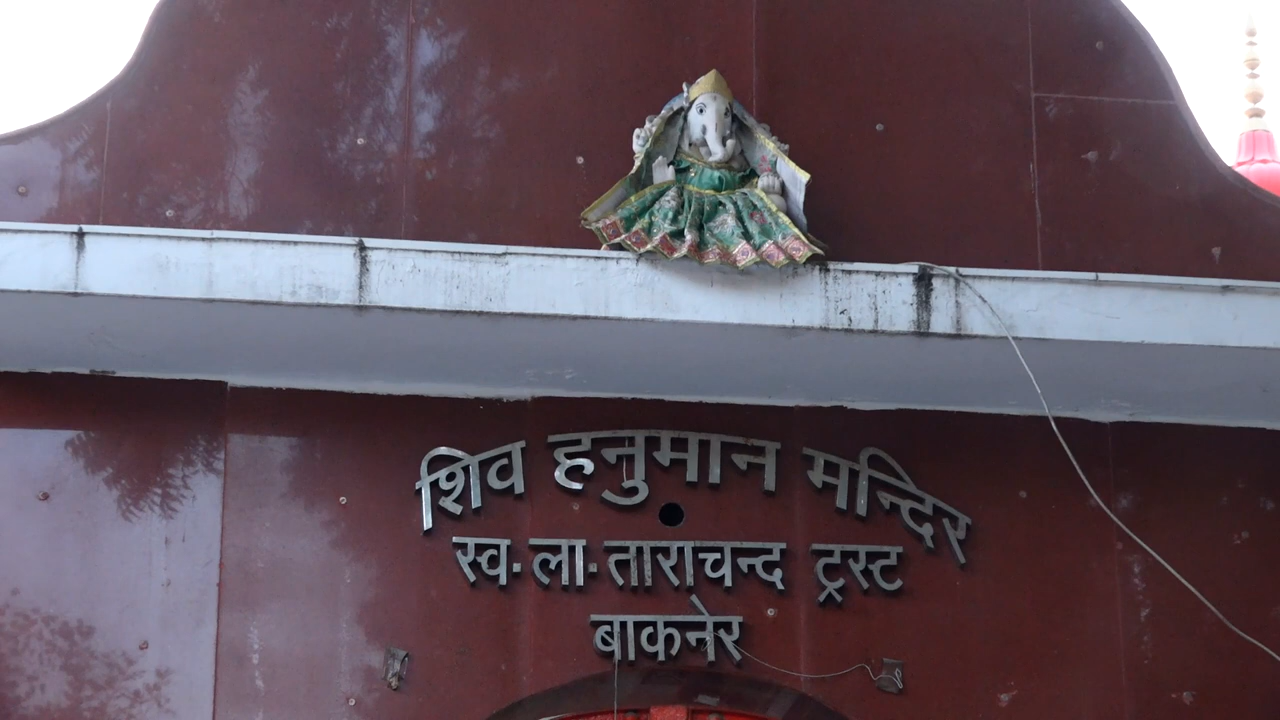 शिव हनुमान मन्दिर
स्व. ला. ताराचन्द ट्रस्ट
बाकनेर